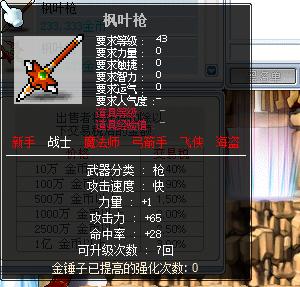 枫叶枪
要求等级 : 43
要求力量 : 0
要求敏捷 : 0
要求智力 : 0
要求运气 : 0
要求人气度 : -
道具等级 :
道具经验值 :
新手 战士 魔法师 弓箭手 飞侠 海盗
武器分类 : 枪
攻击速度 : 快
力量 : +1
攻击力 : +65
命中率 : +28
可升级次数 : 7回
金锤子已提高的强化次数: 0